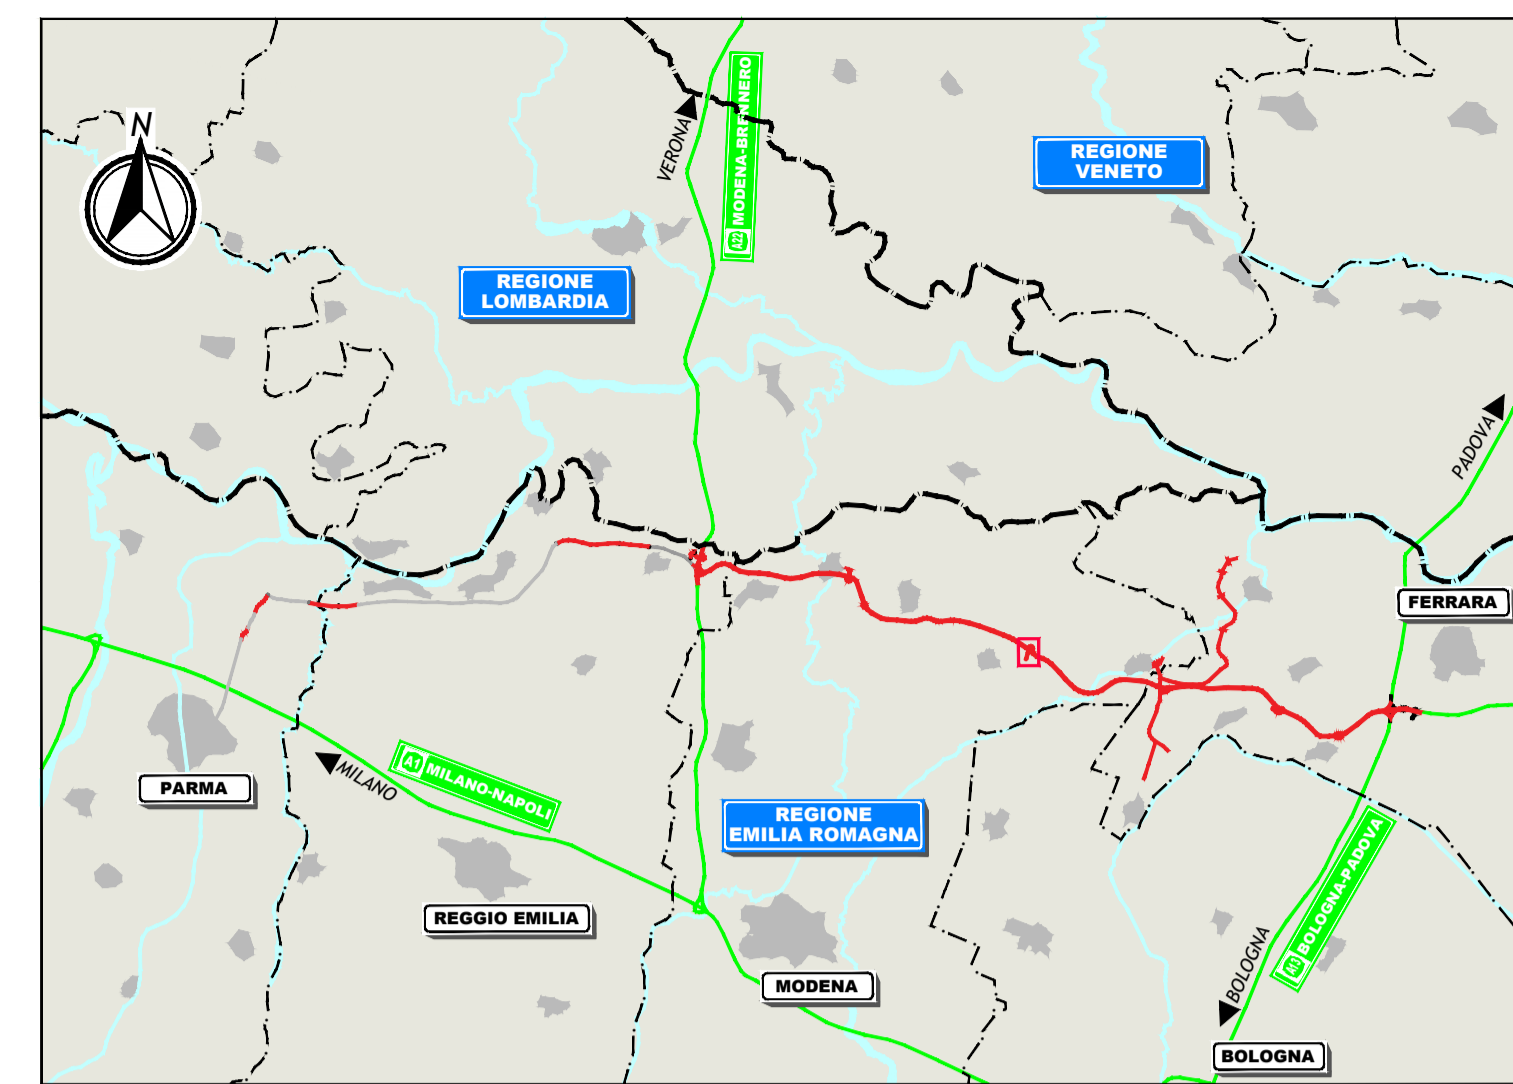 N
VERONA
A22 MODENA-BRENNERO
REGIONE
VENETO
REGIONE
LOMBARDIA
PADOVA
FERRARA
PARMA
MILANO
A1 MILANO-NAPOLI
REGIONE
EMILIA ROMAGNA
REGGIO EMILIA
MODENA
A13 BOLOGNA-PADOVA
BOLOGNA
BOLOGNA